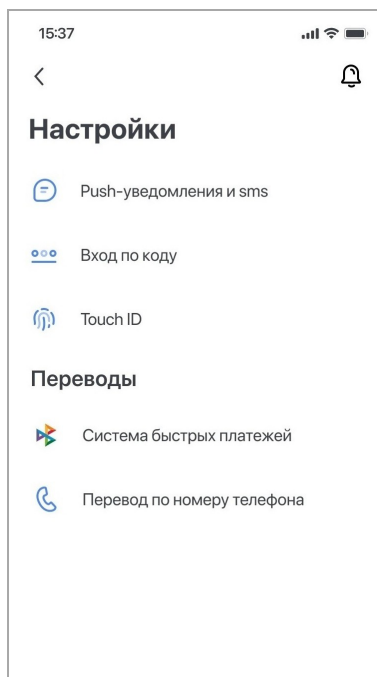 15:37
Настройки
Push-уведомления и sms
Вход по коду
Touch ID
Переводы
Система быстрых платежей
Перевод по номеру телефона